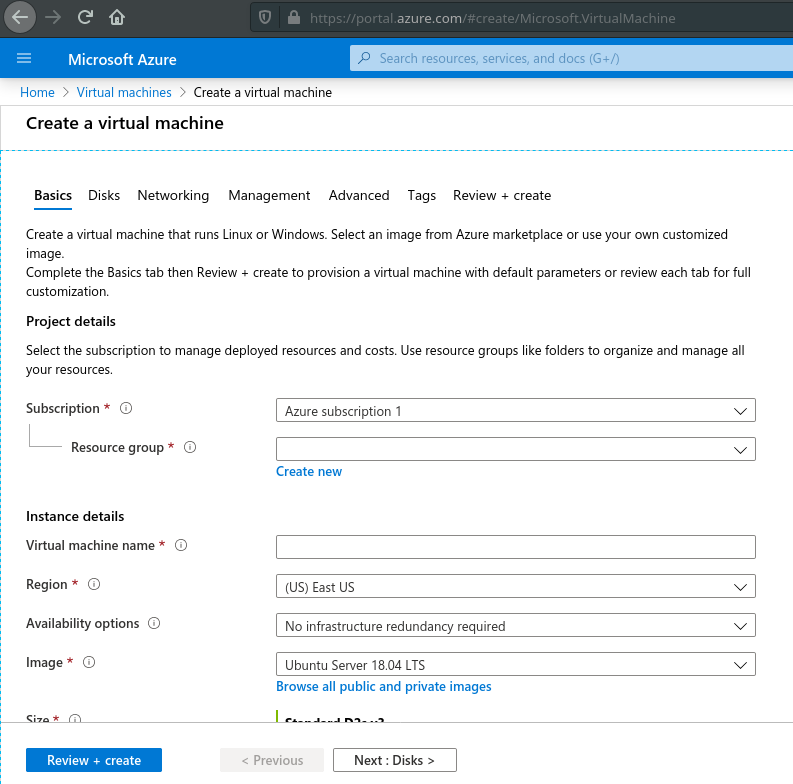 https://portal.azure.com/#create/Microsoft.VirtualMachine
Microsoft Azure
Search resources, services, and docs (G+/)
Home > Virtual machines > Create a virtual machine
Create a virtual machine
Basics Disks Networking Management Advanced Tags Review + create
Create a virtual machine that runs Linux or Windows. Select an image from Azure marketplace or use your own customized
image.
Complete the Basics tab then Review + create to provision a virtual machine with default parameters or review each tab for full
customization.
Project details
Select the subscription to manage deployed resources and costs. Use resource groups like folders to organize and manage all
your resources.
Subscription *
Azure subscription 1
Resource group *
Create new
Instance details
Virtual machine name *
Region *
(US) East US
Availability options
No infrastructure redundancy required
Image *
Ubuntu Server 18.04 LTS
Browse all public and private images
Size *
Standard D2s v3
Review + create
< Previous
Next : Disks >